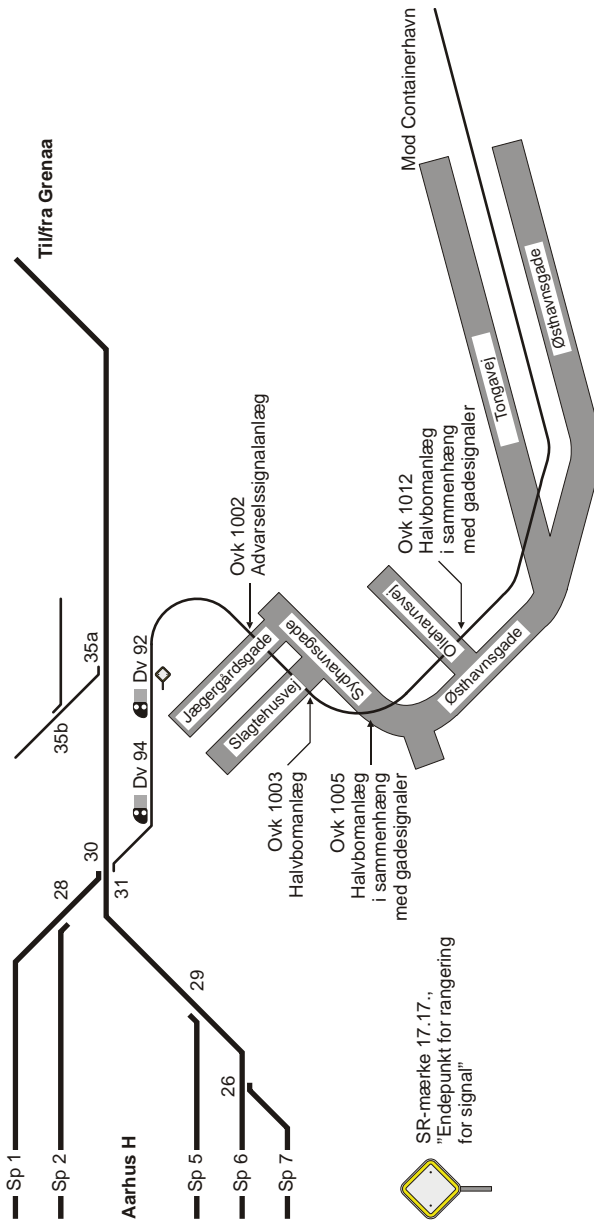 Til/fra Grenaa
Sp 1
Sp 2
Aarhus H
Sp 5
Sp 6
Sp 7
28
30
31
29
26
35b
35a
Dv 94
Dv 92
Ovk 1002
Advarselssignalanlæg
Jægergårdsgade
Slagtehusvej
Sydhavnsgade
Ovk 1003
Halvbomanlæg
Ovk 1005
Halvbomanlæg
i sammenhæng
med gadesignaler
Oliehavnsvej
Østhavnsgade
Ovk 1012
Halvbomanlæg
i sammenhæng
med gadesignaler
Tongavej
Østhavnsgade
Mod Containerhavn
SR-mærke 17.17.,
"Endepunkt for rangering
for signal"